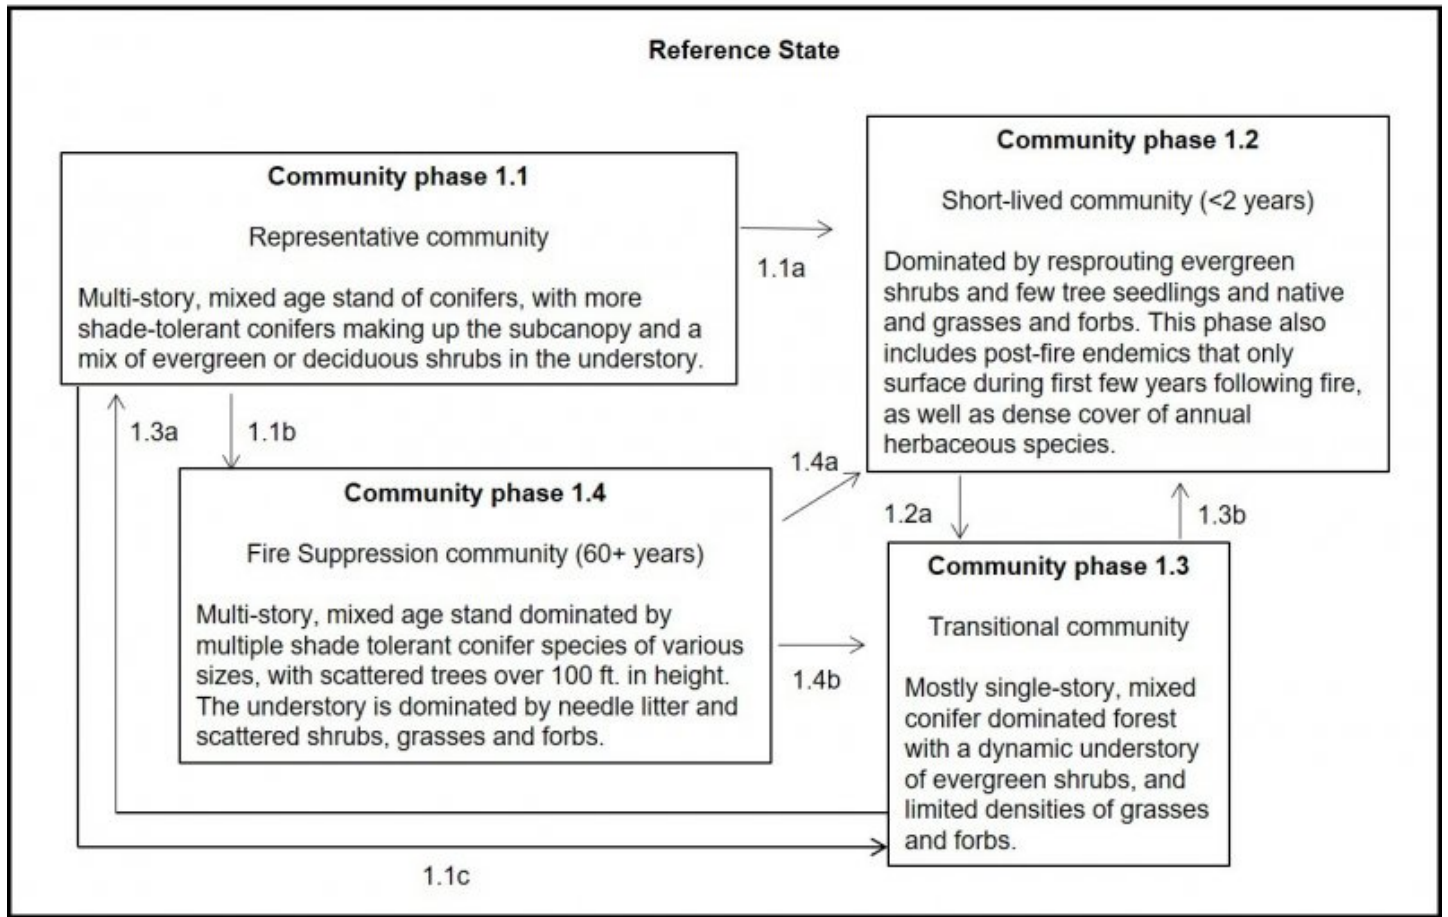 Reference State
Community phase 1.1
Representative community
Multi-story, mixed age stand of conifers, with more
shade-tolerant conifers making up the subcanopy and a
mix of evergreen or deciduous shrubs in the understory.
1.1a
Community phase 1.2
Short-lived community (<2 years)
Dominated by resprouting evergreen
shrubs and few tree seedlings and native
and grasses and forbs. This phase also
includes post-fire endemics that only
surface during first few years following fire,
as well as dense cover of annual
herbaceous species.
1.3a
1.1b
Community phase 1.4
Fire Suppression community (60+ years)
Multi-story, mixed age stand dominated by
multiple shade tolerant conifer species of various
sizes, with scattered trees over 100 ft. in height.
The understory is dominated by needle litter and
scattered shrubs, grasses and forbs.
1.4a
1.4b
1.2a
1.3b
Community phase 1.3
Transitional community
Mostly single-story, mixed
conifer dominated forest
with a dynamic understory
of evergreen shrubs, and
limited densities of grasses
and forbs.
1.1c